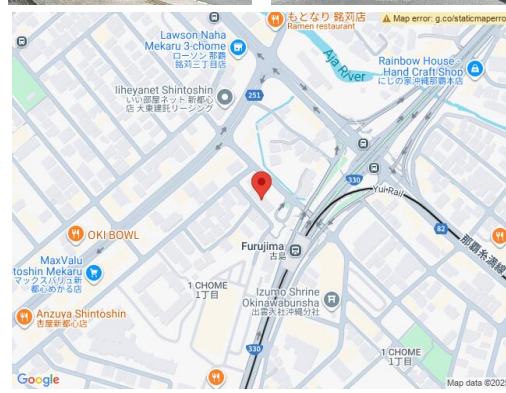 もとなり 銘苅店
Ramen restaurant
Map error: g.co/staticmaperro
Lawson Naha
Mekaru 3-chome
ローソン 那覇
銘苅三丁目店
Aja River
Rainbow House
Hand Craft Shop
にじの家沖縄那覇本店
Iiheyanet Shintoshin
いい部屋ネット 新都心
店 大東建託リーシング
251
330
Yui Rail
82
那覇糸満線
OKI BOWL
Furujima
古島
MaxValu
toshin Mekaru
マックスバリュ新
都心めかる店
1 CHOME
1丁目
Izumo Shrine
Okinawabunsha
出雲大社沖縄分社
Anzuya Shintoshin
杏屋新都心店
330
1 CHOME
1丁目
Google
Map data ©202